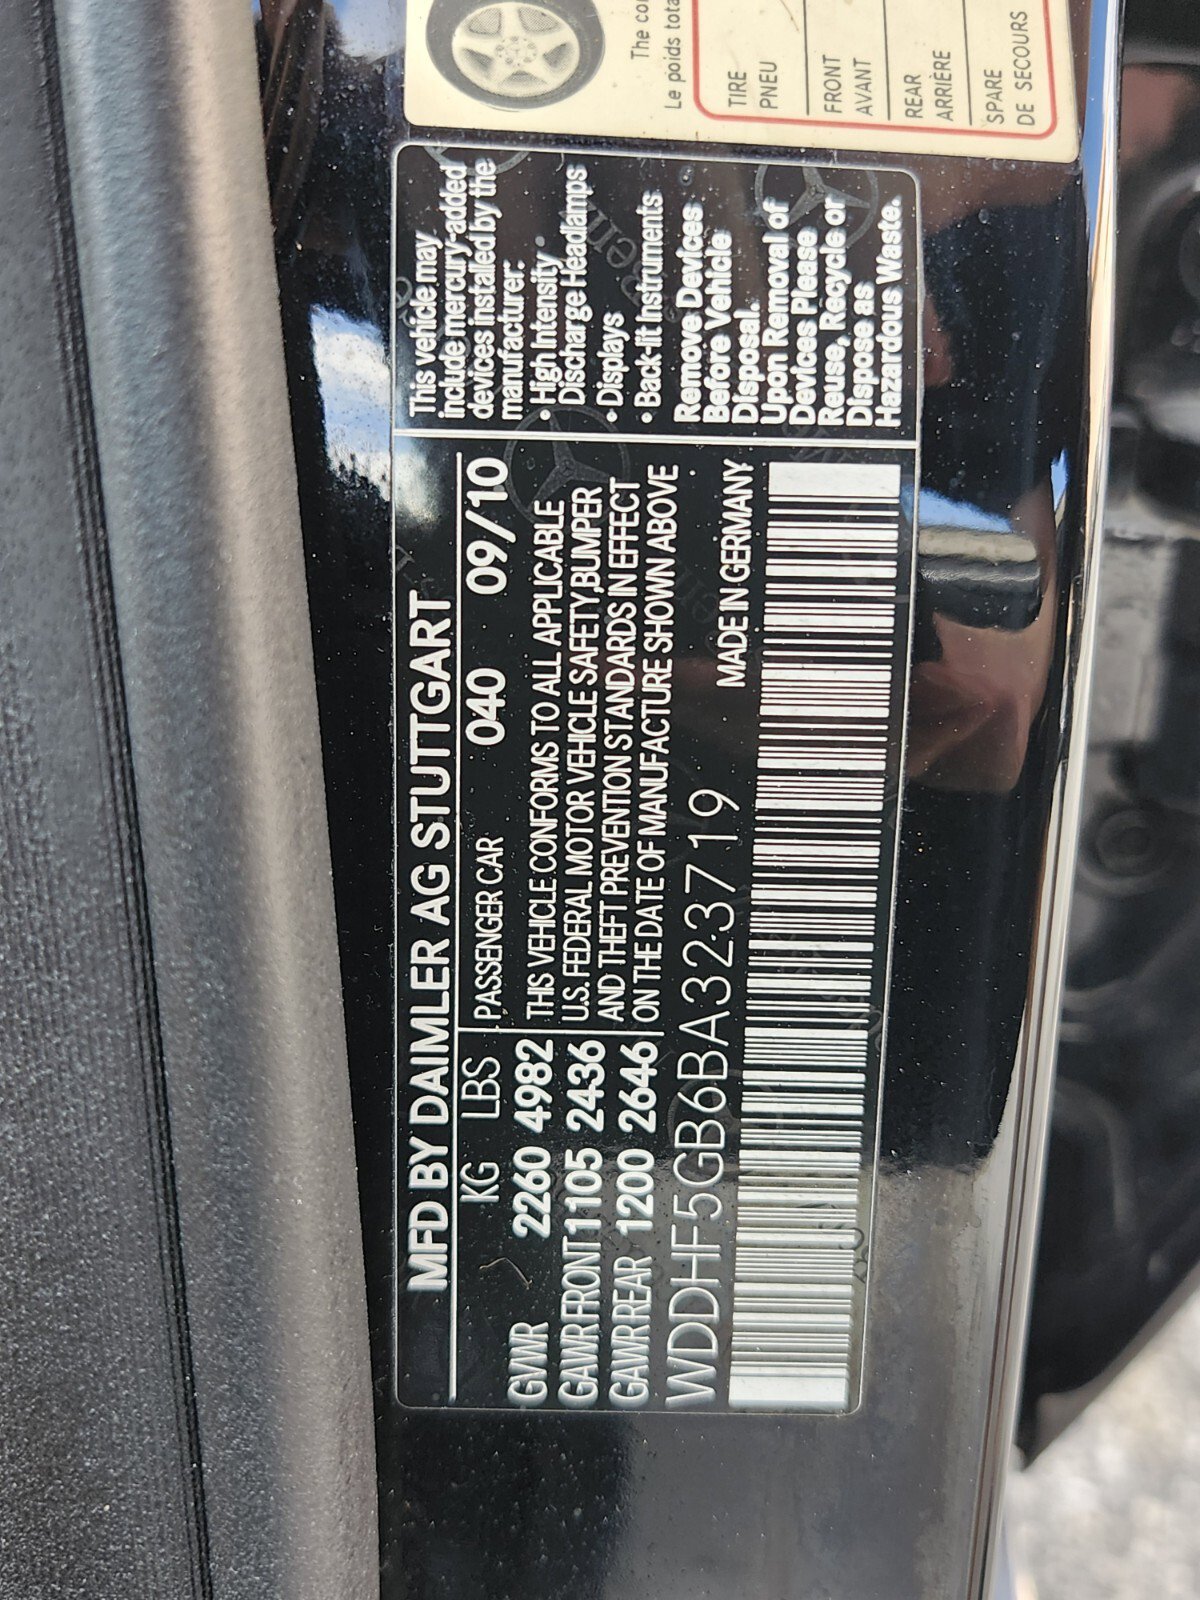 MFD BY DAIMLER AG STUTTGART
KG LBS PASSENGER CAR 040 09/10
GVWR 2260 4982 THIS VEHICLE CONFORMS TO ALL APPLICABLE
GAWR FRONT 1105 2436 U.S. FEDERAL MOTOR VEHICLE SAFETY, BUMPER
GAWR REAR 1200 2646 AND THEFT PREVENTION STANDARDS IN EFFECT
ON THE DATE OF MANUFACTURE SHOWN ABOVE
WDDHF5GB6BA323719 MADE IN GERMANY
This vehicle may
include mercury-added
devices installed by the
manufacturer:
• High Intensity
Discharge Headlamps
• Displays
• Back-lit Instruments
Remove Devices
Before Vehicle
Disposal.
Upon Removal of
Devices Please
Reuse, Recycle or
Dispose as
Hazardous Waste.
The
Le poids
TIRE
PNEU
FRONT
AVANT
REAR
ARRIÈRE
SPARE
DE SECOURS